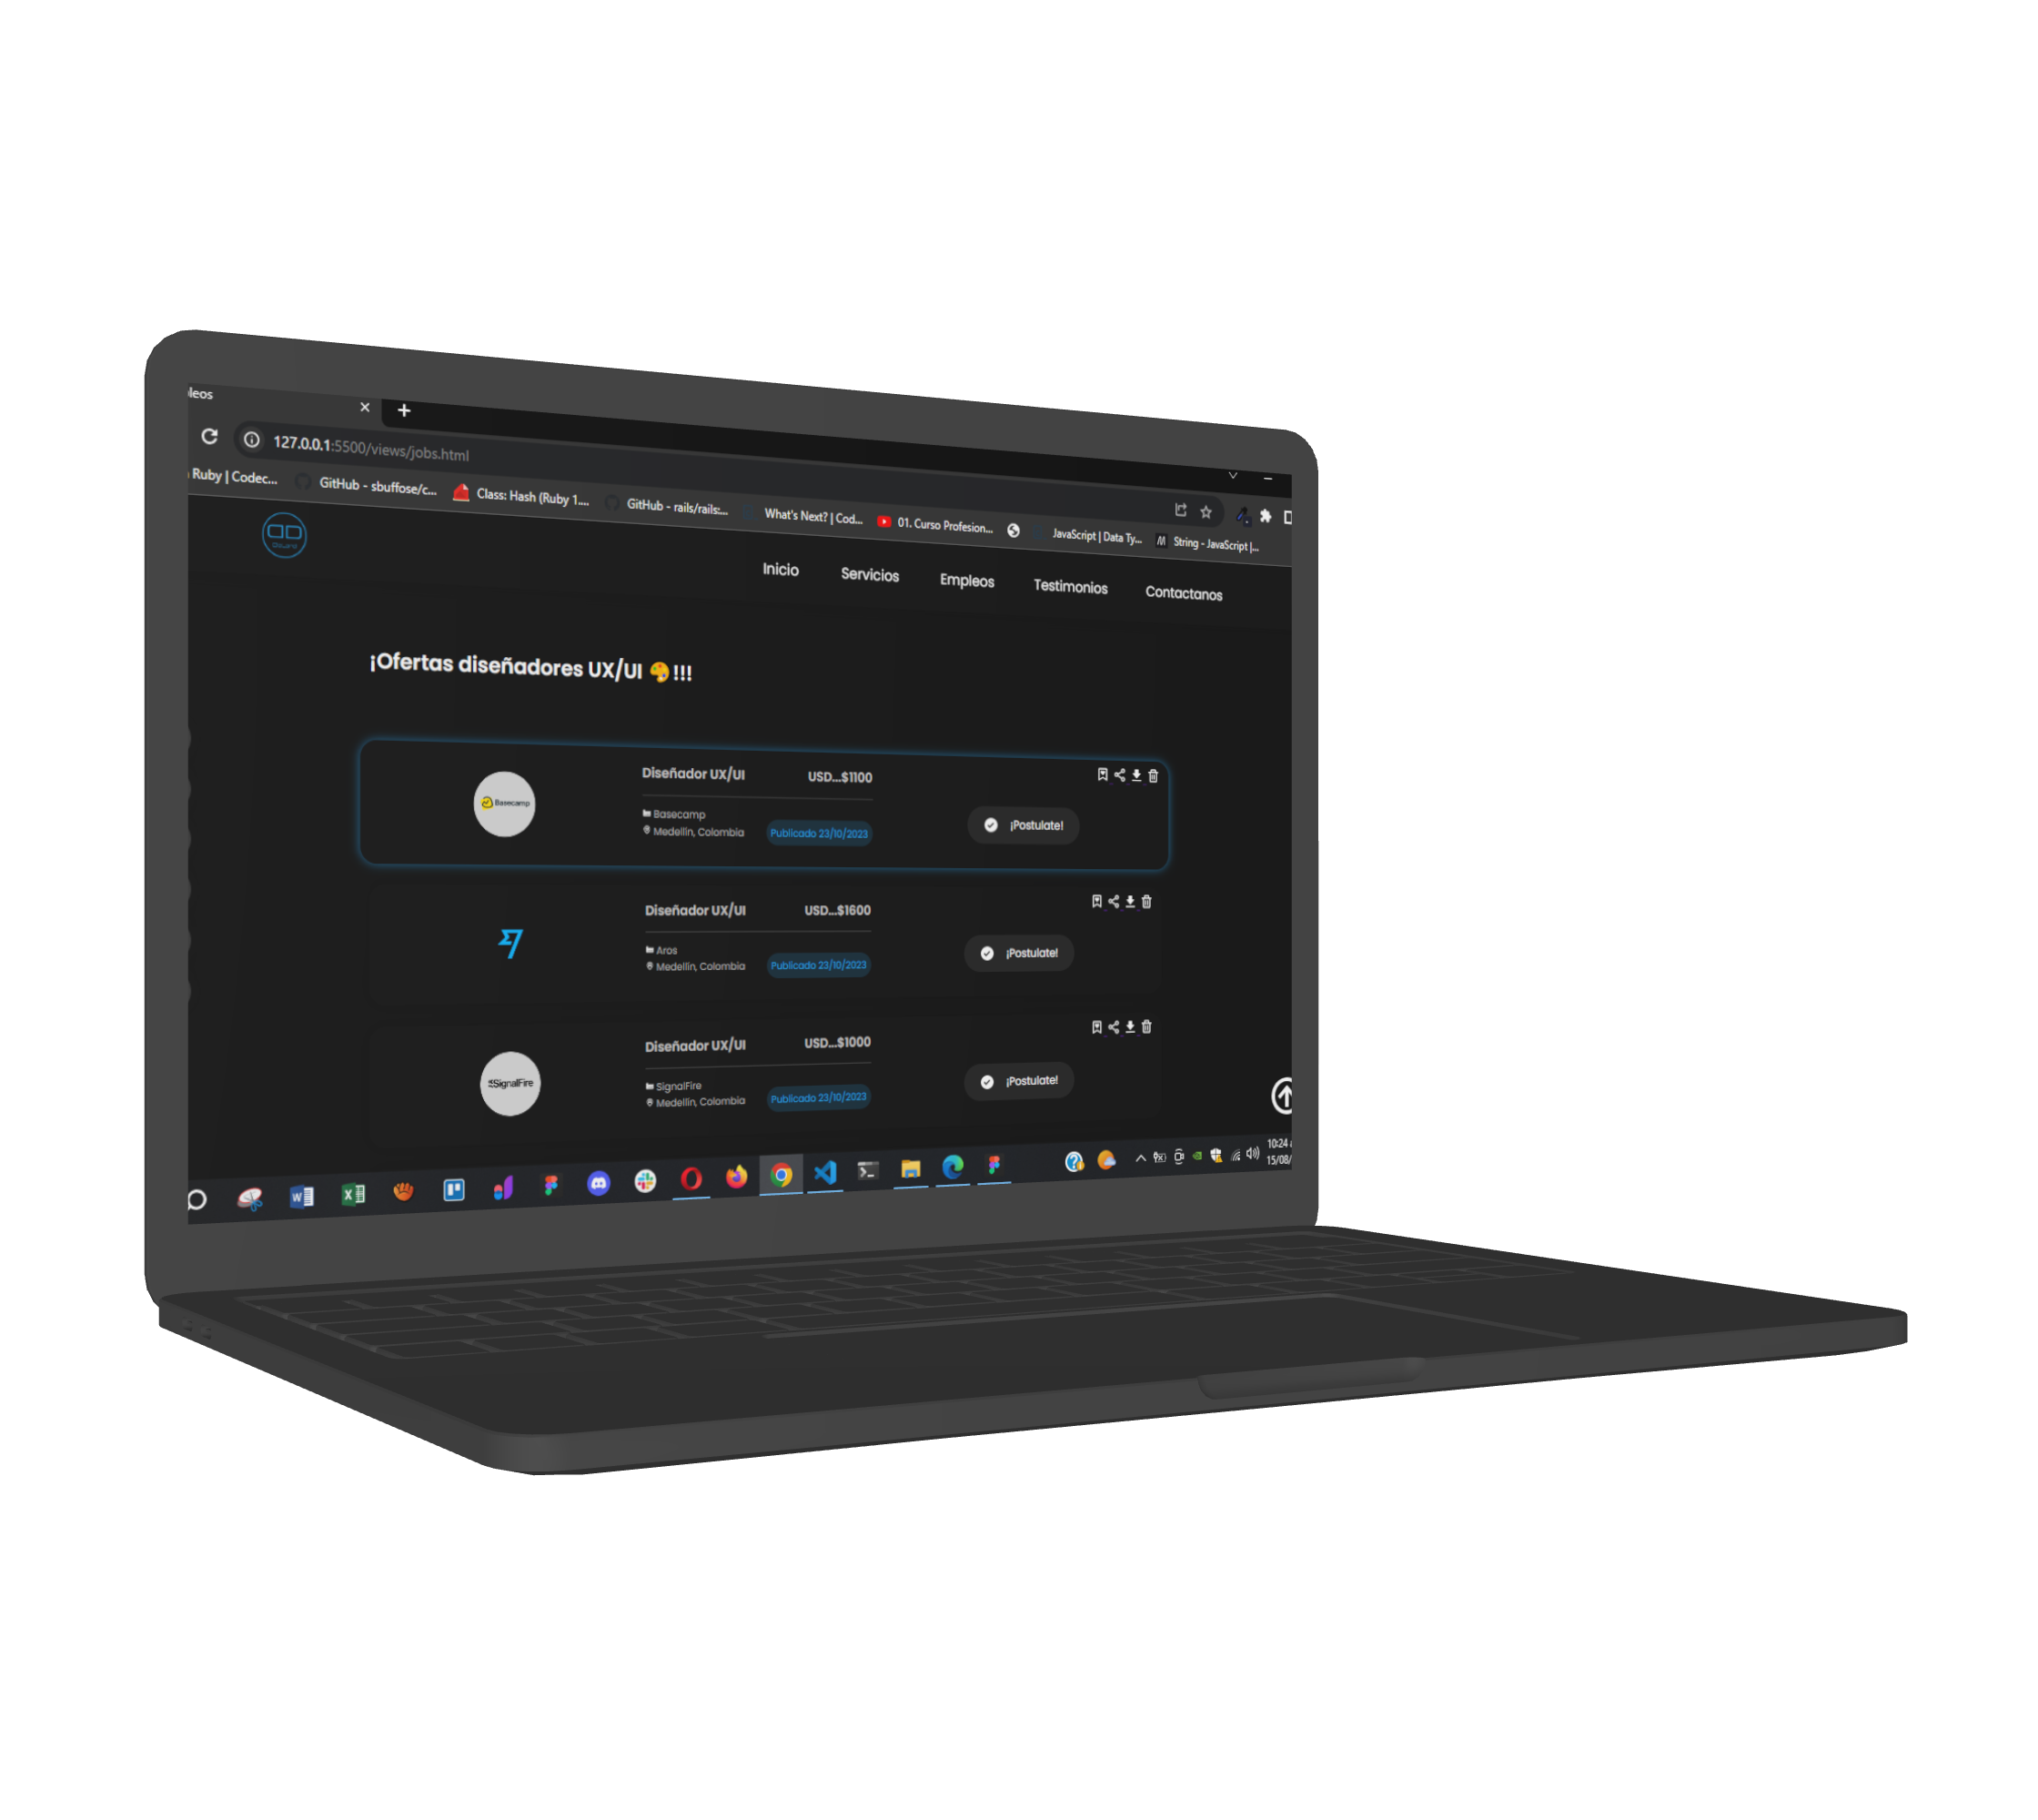 leos
127.0.0.1:5500/views/jobs.html
Ruby | Codec...
GitHub - sbuffose/c...
Class: Hash (Ruby 1....
GitHub - rails/rails:...
What's Next? | Cod...
01. Curso Profesion...
JavaScript | Data Ty...
String - JavaScript |...
Inicio
Servicios
Empleos
Testimonios
Contactanos
¡Ofertas diseñadores UX/UI 🎨!!!
Basecamp
Diseñador UX/UI
USD...$1100
Basecamp
Medellin, Colombia
Publicado 23/10/2023
¡Postulate!
Diseñador UX/UI
USD...$1600
Aros
Medellin, Colombia
Publicado 23/10/2023
¡Postulate!
SignalFire
Diseñador UX/UI
USD...$1000
SignalFire
Medellin, Colombia
Publicado 23/10/2023
¡Postulate!
10:24
15/08/